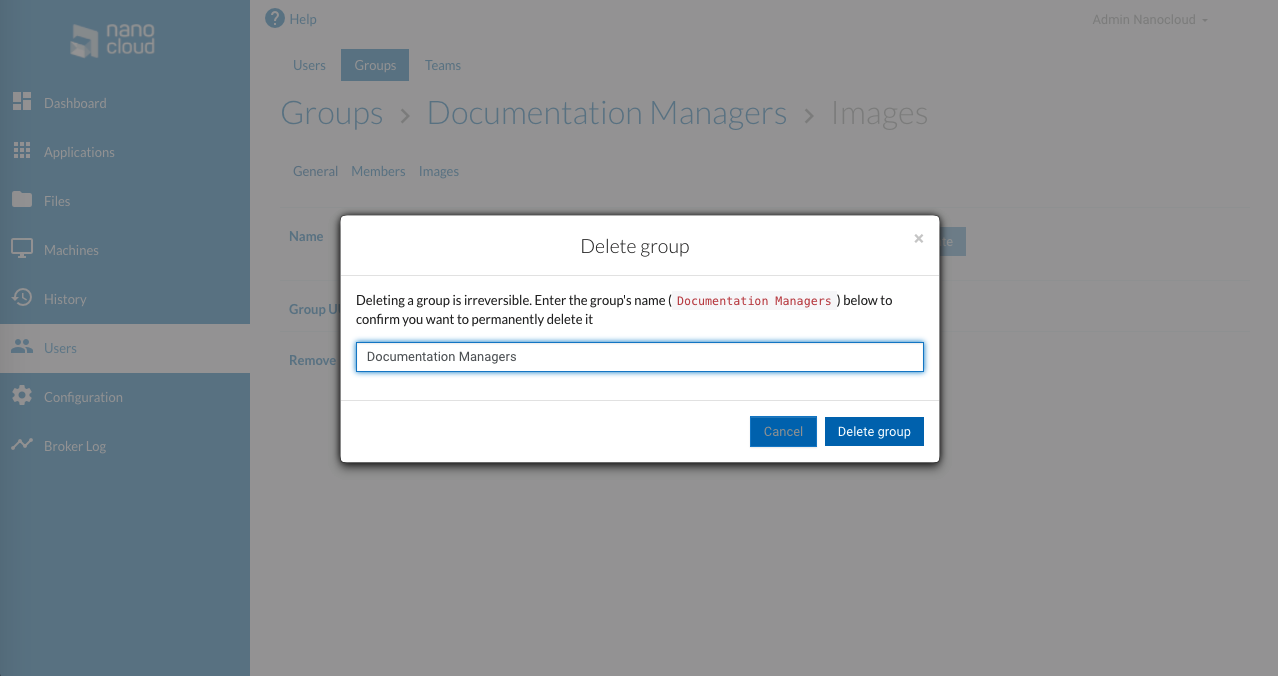 nano
cloud
Help
Admin Nanocloud
Users Groups Teams
Dashboard
Groups > Documentation Managers > Images
Applications
General Members Images
Files
Name
Machines
Delete group
×
History
Deleting a group is irreversible. Enter the group's name ( Documentation Managers ) below to
confirm you want to permanently delete it
Group
Users
Documentation Managers
Remove
Configuration
Cancel Delete group
Broker Log